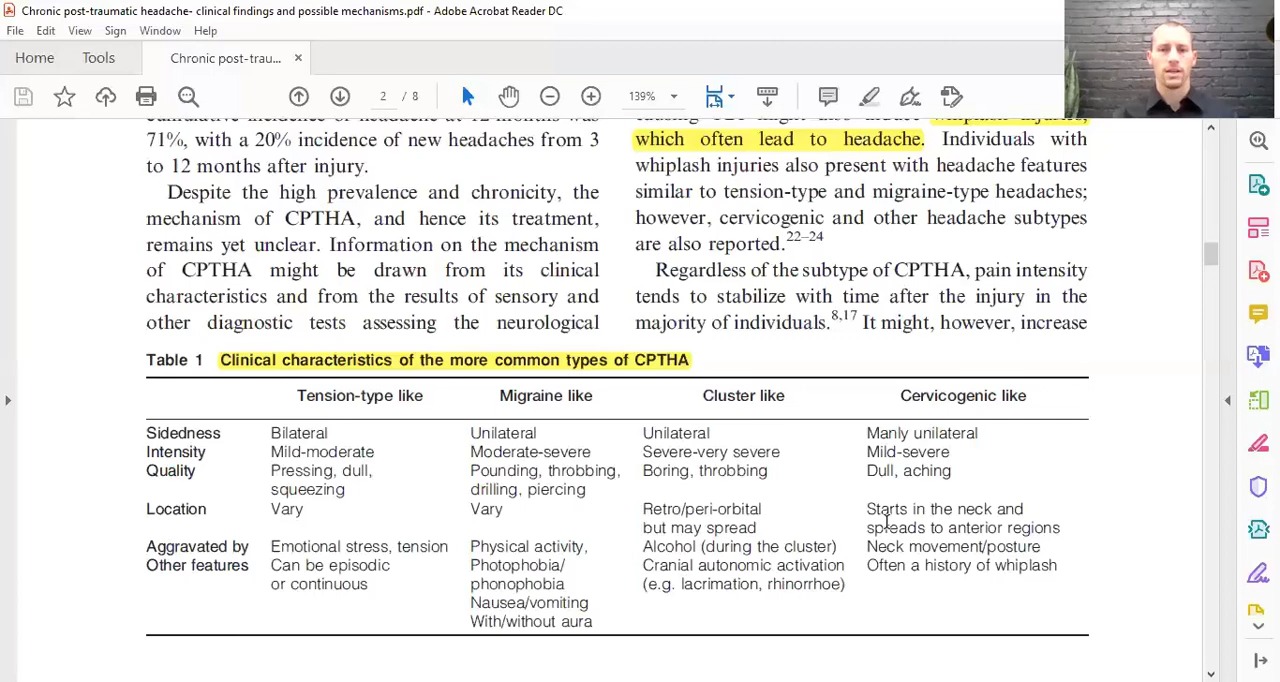 Chronic post-traumatic headache- clinical findings and possible mechanisms.pdf - Adobe Acrobat Reader DC
File Edit View Sign Window Help
Home Tools Chronic post-trau... ×
2 / 8 139%
71%, with a 20% incidence of new headaches from 3
to 12 months after injury.
Despite the high prevalence and chronicity, the
mechanism of CPTHA, and hence its treatment,
remains yet unclear. Information on the mechanism
of CPTHA might be drawn from its clinical
characteristics and from the results of sensory and
other diagnostic tests assessing the neurological
which often lead to headache. Individuals with
whiplash injuries also present with headache features
similar to tension-type and migraine-type headaches;
however, cervicogenic and other headache subtypes
are also reported.22–24
Regardless of the subtype of CPTHA, pain intensity
tends to stabilize with time after the injury in the
majority of individuals.8,17 It might, however, increase
Table 1 Clinical characteristics of the more common types of CPTHA
Tension-type like Migraine like Cluster like Cervicogenic like
Sidedness Bilateral Unilateral Unilateral Manly unilateral
Intensity Mild-moderate Moderate-severe Severe-very severe Mild-severe
Quality Pressing, dull, Pounding, throbbing, Boring, throbbing Dull, aching
squeezing drilling, piercing
Location Vary Vary Retro/peri-orbital Starts in the neck and
but may spread spreads to anterior regions
Aggravated by Emotional stress, tension Physical activity, Alcohol (during the cluster) Neck movement/posture
Other features Can be episodic Photophobia/ Cranial autonomic activation Often a history of whiplash
or continuous phonophobia (e.g. lacrimation, rhinorrhoe)
Nausea/vomiting
With/without aura